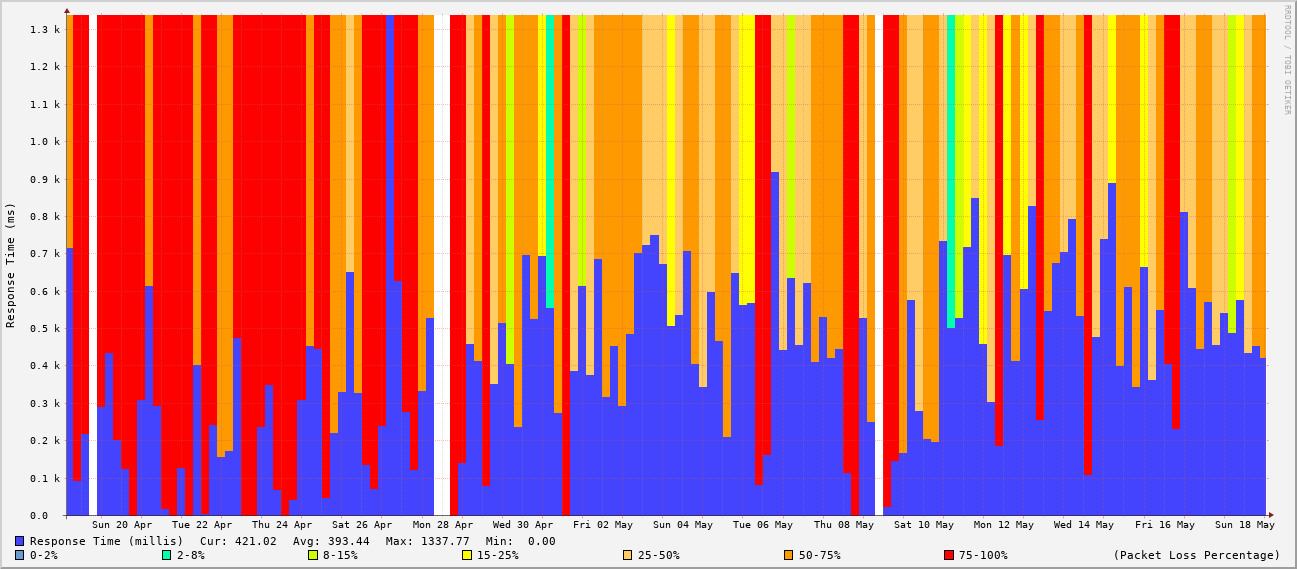 RRDTOOL / TOBI OETIKER
Response Time (ms)
1.3 k
1.2 k
1.1 k
1.0 k
0.9 k
0.8 k
0.7 k
0.6 k
0.5 k
0.4 k
0.3 k
0.2 k
0.1 k
0.0
Sun 20 Apr Tue 22 Apr Thu 24 Apr Sat 26 Apr Mon 28 Apr Wed 30 Apr Fri 02 May Sun 04 May Tue 06 May Thu 08 May Sat 10 May Mon 12 May Wed 14 May Fri 16 May Sun 18 May
Response Time (millis) Cur: 421.02 Avg: 393.44 Max: 1337.77 Min: 0.00
0-2% 2-8% 8-15% 15-25% 25-50% 50-75% 75-100% (Packet Loss Percentage)